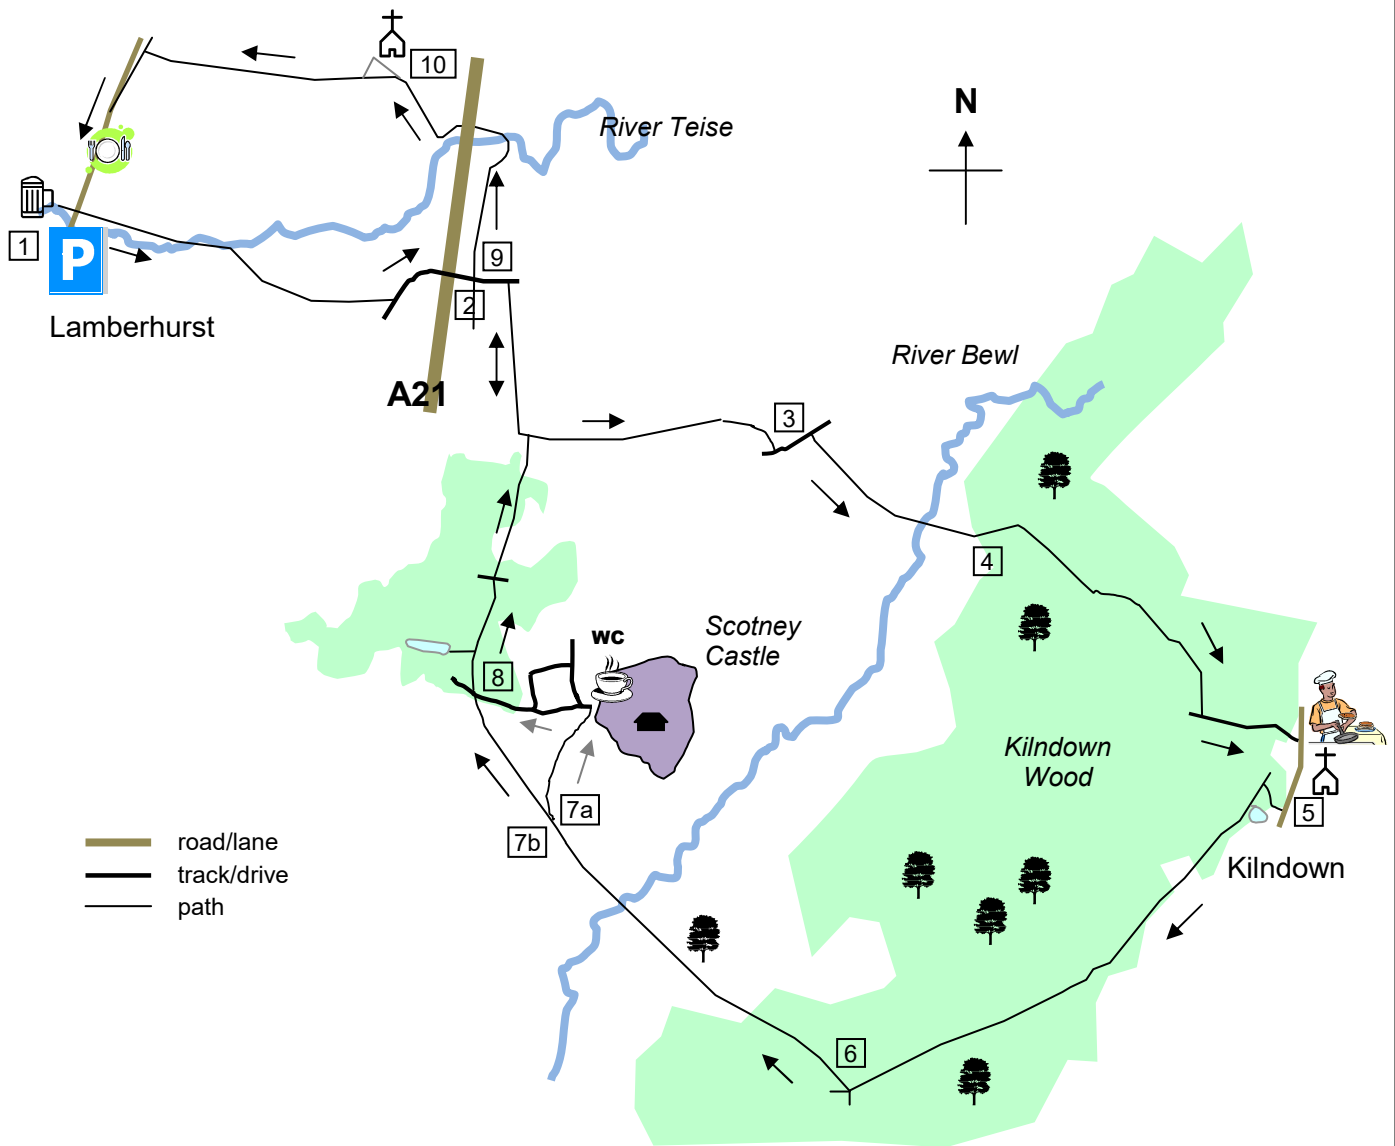 10
N
River Teise
1
P
9
2
Lamberhurst
River Bewl
A21
3
4
wc
Scotney
Castle
8
Kilndown
Wood
7a
5
7b
road/lane
track/drive
path
Kilndown
6